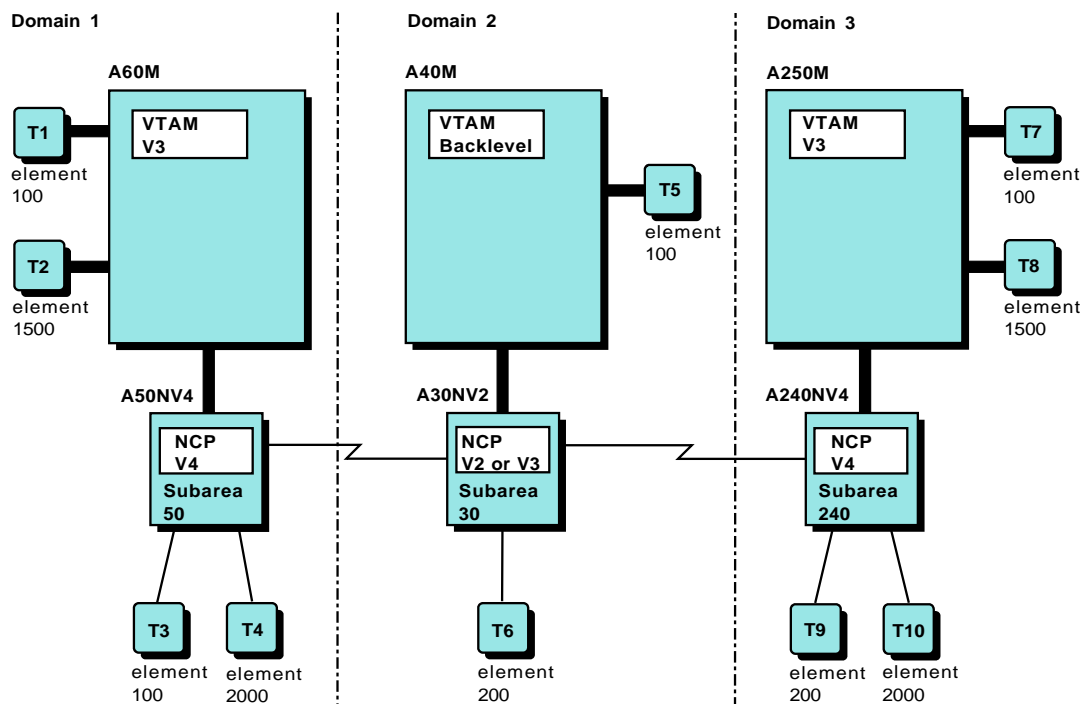 Domain 1
Domain 2
Domain 3
A60M
A40M
A250M
T1
element
100
VTAM
V3
T2
element
1500
VTAM
Backlevel
T5
element
100
VTAM
V3
T7
element
100
T8
element
1500
A50NV4
A30NV2
A240NV4
NCP
V4
Subarea
50
NCP
V2 or V3
Subarea
30
NCP
V4
Subarea
240
T3
element
100
T4
element
2000
T6
element
200
T9
element
200
T10
element
2000